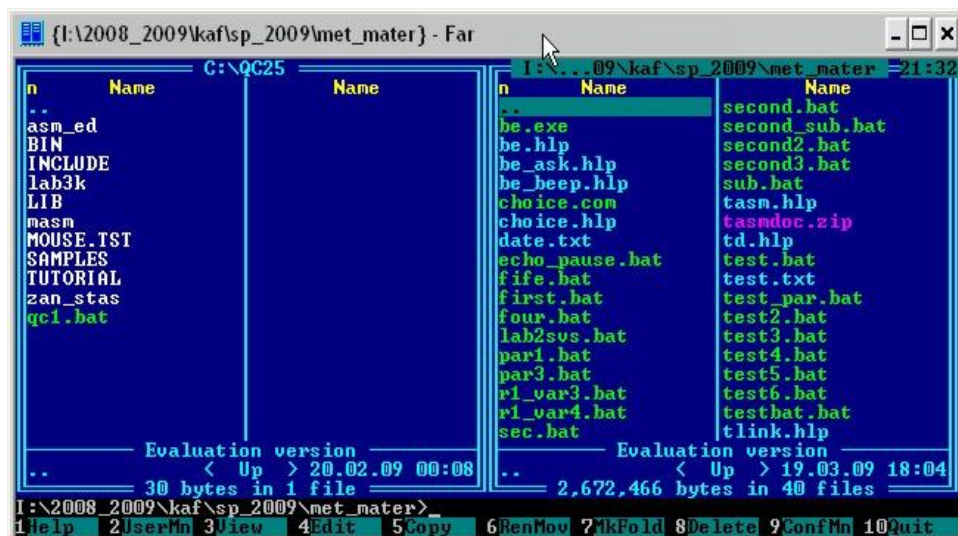 {I:\2008_2009\kaf\sp_2009\met_mater} - Far
C:\QC25
n Name Name
..
asm_ed
BIN
INCLUDE
lab3k
LIB
masm
MOUSE.TST
SAMPLES
TUTORIAL
zan_stas
qc1.bat
Evaluation version
.. < Up > 20.02.09 00:08
30 bytes in 1 file
I:\...09\kaf\sp_2009\met_mater 21:32
n Name Name
..
be.exe
be.hlp
be_ask.hlp
be_beep.hlp
choice.com
choice.hlp
date.txt
echo_pause.bat
fife.bat
first.bat
four.bat
lab2svs.bat
par1.bat
par3.bat
r1_var3.bat
r1_var4.bat
sec.bat
second.bat
second_sub.bat
second2.bat
second3.bat
sub.bat
tasm.hlp
tasmdoc.zip
td.hlp
test.bat
test.txt
test_par.bat
test2.bat
test3.bat
test4.bat
test5.bat
test6.bat
testbat.bat
tlink.hlp
Evaluation version
.. < Up > 19.03.09 18:04
2,672,466 bytes in 40 files
I:\2008_2009\kaf\sp_2009\met_mater>_
1Help 2UserMn 3View 4Edit 5Copy 6RenMov 7MkFold 8Delete 9ConfMn 10Quit